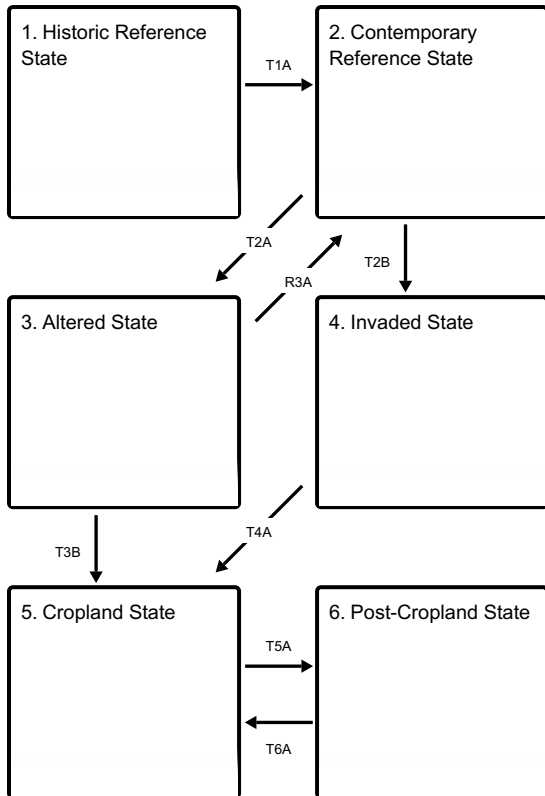 1. Historic Reference
State
T1A
2. Contemporary
Reference State
T2A
R3A
T2B
3. Altered State
4. Invaded State
T3B
T4A
5. Cropland State
T5A
6. Post-Cropland State
T6A